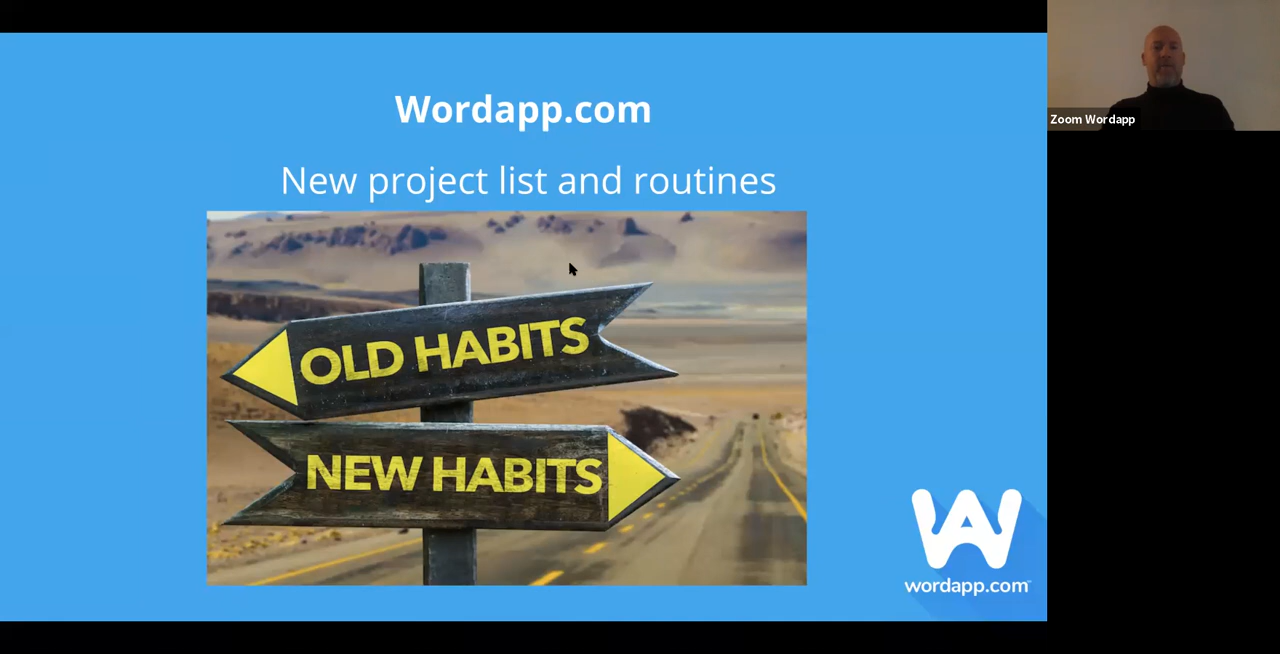 Wordapp.com
New project list and routines
OLD HABITS
NEW HABITS
wordapp.com
Zoom Wordapp